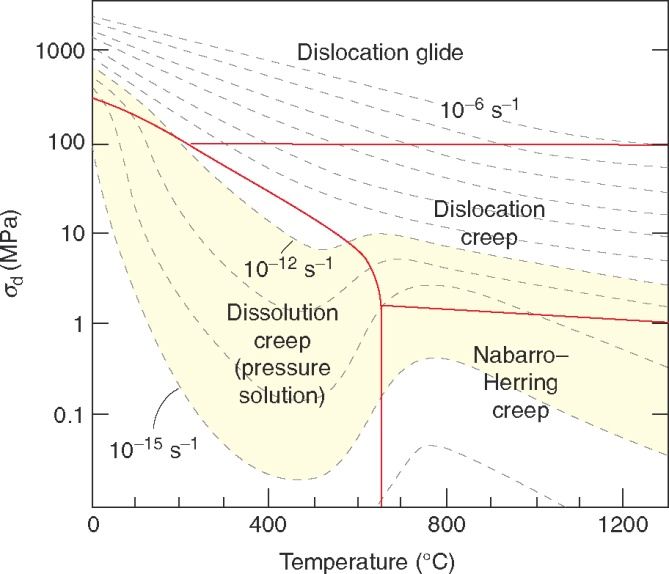 1000
100
10
1
0.1
σd (MPa)
Dislocation glide
10−6 s−1
Dislocation
creep
10−12 s−1
Dissolution
creep
(pressure
solution)
Nabarro–
Herring
creep
10−15 s−1
0
400
800
1200
Temperature (°C)